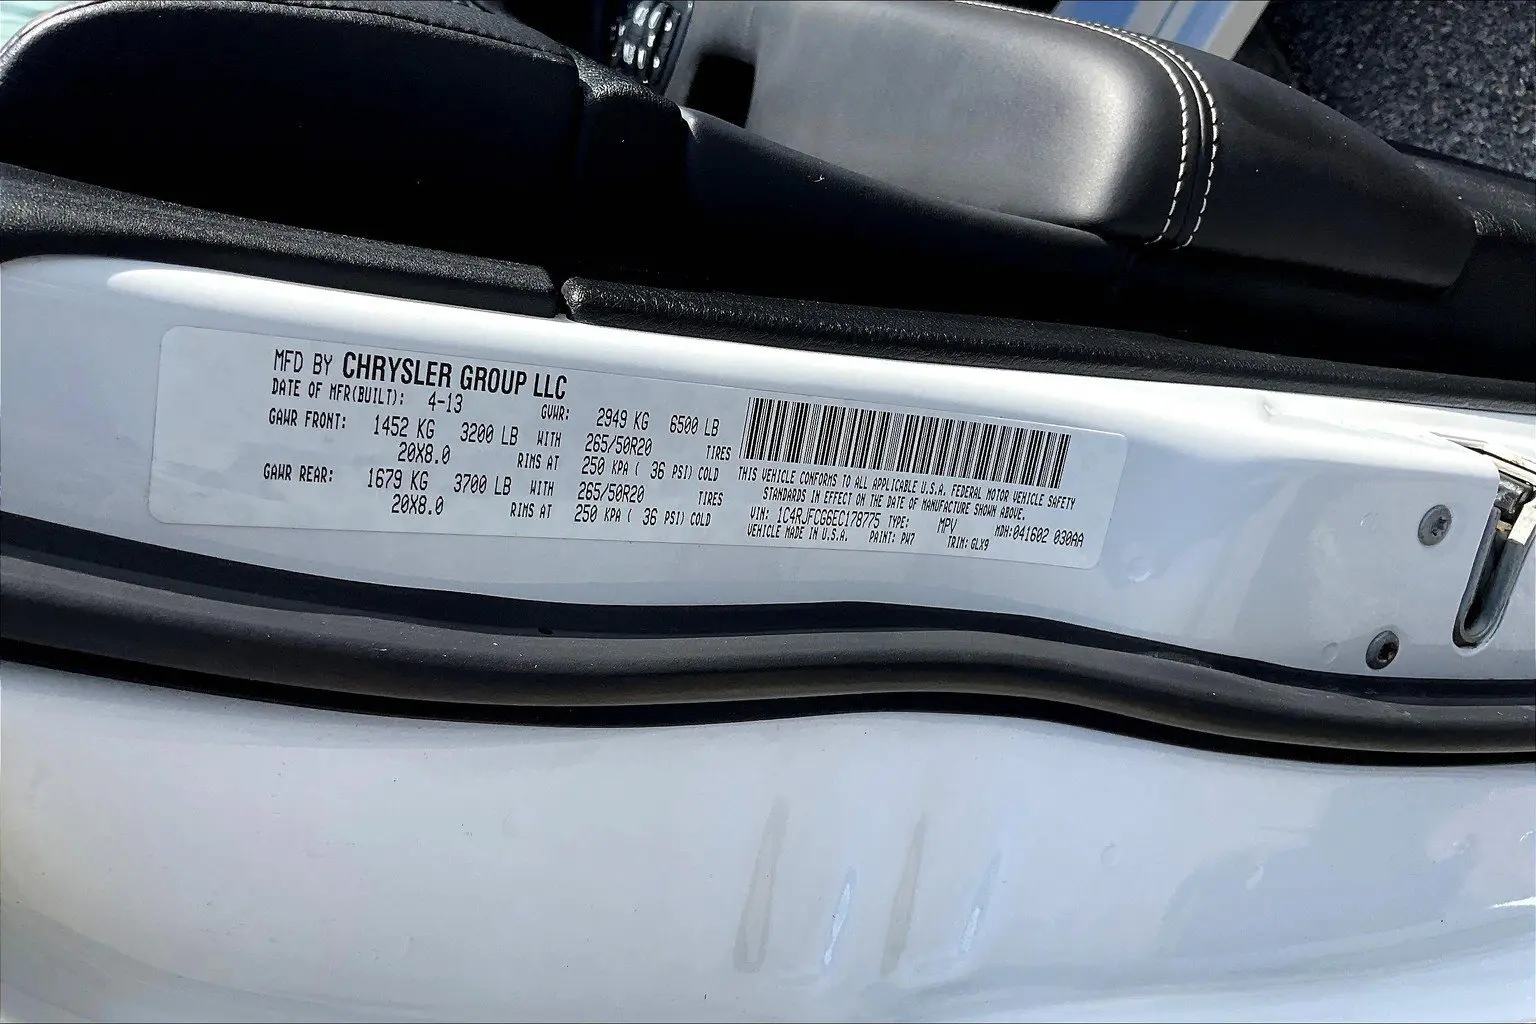 MFD BY CHRYSLER GROUP LLC
DATE OF MFR(BUILT): 4-13 GVWR: 2949 KG 6500 LB
GAWR FRONT: 1452 KG 3200 LB WITH 265/50R20 TIRES
20X8.0 RIMS AT 250 KPA ( 36 PSI) COLD
GAWR REAR: 1679 KG 3700 LB WITH 265/50R20 TIRES
20X8.0 RIMS AT 250 KPA ( 36 PSI) COLD
THIS VEHICLE CONFORMS TO ALL APPLICABLE U.S.A. FEDERAL MOTOR VEHICLE SAFETY
STANDARDS IN EFFECT ON THE DATE OF MANUFACTURE SHOWN ABOVE.
VIN: 1C4RJFCG6EC178775 TYPE: MPV MDH:041602 030AA
VEHICLE MADE IN U.S.A. PAINT: PW7 TRIM: GLX9